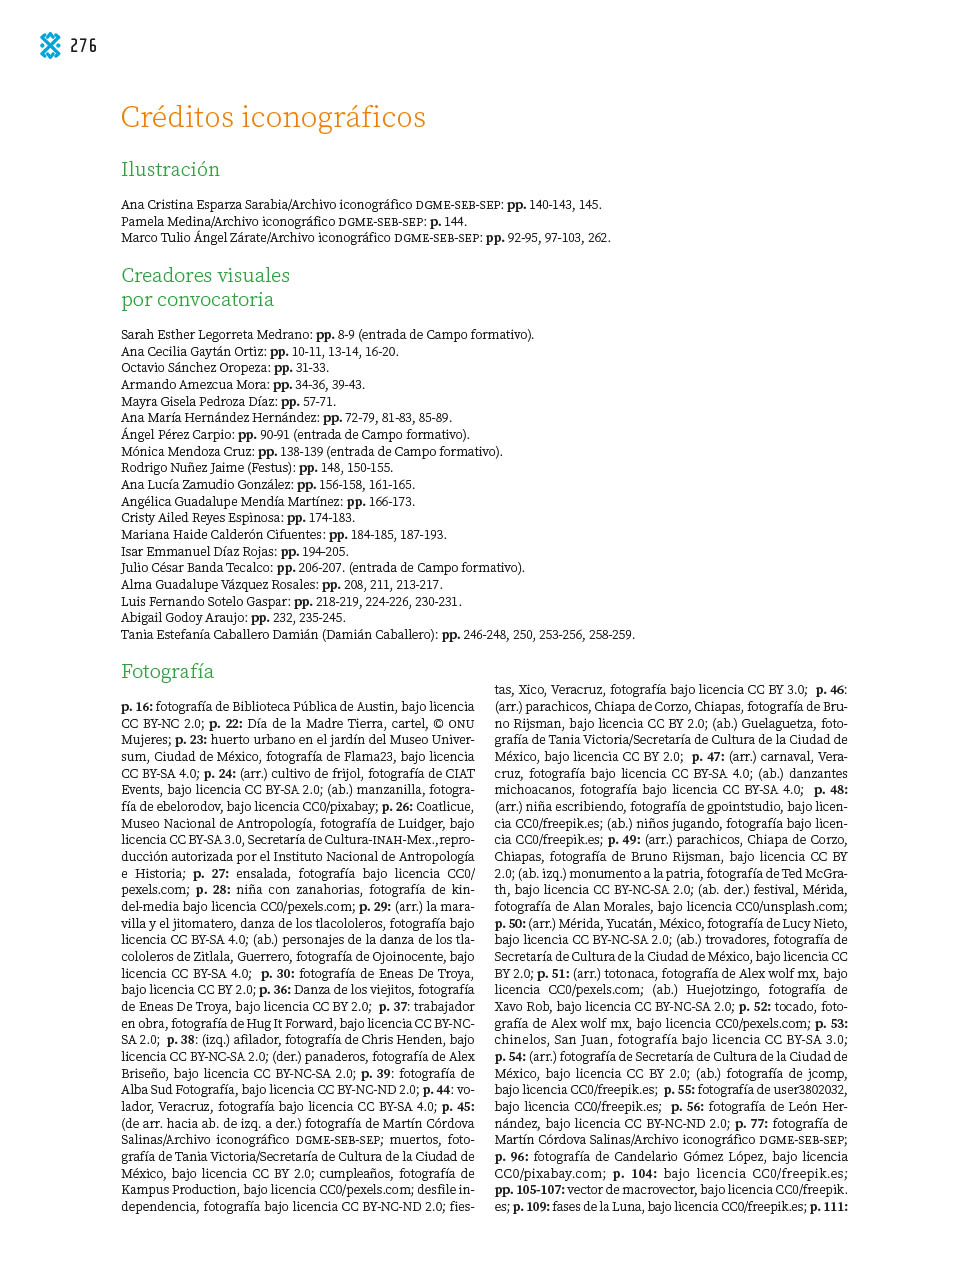 276
Créditos iconográficos
Ilustración
Ana Cristina Esparza Sarabia/Archivo iconográfico DGME-SEB-SEP: pp. 140-143, 145.
Pamela Medina/Archivo iconográfico DGME-SEB-SEP: p. 144.
Marco Tulio Ángel Zárate/Archivo iconográfico DGME-SEB-SEP: pp. 92-95, 97-103, 262.
Creadores visuales
por convocatoria
Sarah Esther Legorreta Medrano: pp. 8-9 (entrada de Campo formativo).
Ana Cecilia Gaytán Ortiz: pp. 10-11, 13-14, 16-20.
Octavio Sánchez Oropeza: pp. 31-33.
Armando Amezcua Mora: pp. 34-36, 39-43.
Mayra Gisela Pedroza Díaz: pp. 57-71.
Ana María Hernández Hernández: pp. 72-79, 81-83, 85-89.
Ángel Pérez Carpio: pp. 90-91 (entrada de Campo formativo).
Mónica Mendoza Cruz: pp. 138-139 (entrada de Campo formativo).
Rodrigo Nuñez Jaime (Festus): pp. 148, 150-155.
Ana Lucía Zamudio González: pp. 156-158, 161-165.
Angélica Guadalupe Mendía Martínez: pp. 166-173.
Cristy Ailed Reyes Espinosa: pp. 174-183.
Mariana Haide Calderón Cifuentes: pp. 184-185, 187-193.
Isar Emmanuel Díaz Rojas: pp. 194-205.
Julio César Banda Tecalco: pp. 206-207. (entrada de Campo formativo).
Alma Guadalupe Vázquez Rosales: pp. 208, 211, 213-217.
Luis Fernando Sotelo Gaspar: pp. 218-219, 224-226, 230-231.
Abigail Godoy Araujo: pp. 232, 235-245.
Tania Estefanía Caballero Damián (Damián Caballero): pp. 246-248, 250, 253-256, 258-259.
Fotografía
p. 16: fotografía de Biblioteca Pública de Austin, bajo licencia
CC BY-NC 2.0; p. 22: Día de la Madre Tierra, cartel, © ONU
Mujeres; p. 23: huerto urbano en el jardín del Museo Univer-
sum, Ciudad de México, fotografía de Flama23, bajo licencia
CC BY-SA 4.0; p. 24: (arr.) cultivo de frijol, fotografía de CIAT
Events, bajo licencia CC BY-SA 2.0; (ab.) manzanilla, fotogra-
fía de ebelorodov, bajo licencia CC0/pixabay; p. 26: Coatlicue,
Museo Nacional de Antropología, fotografía de Luidger, bajo
licencia CC BY-SA 3.0, Secretaría de Cultura-INAH-Mex., repro-
ducción autorizada por el Instituto Nacional de Antropología
e Historia; p. 27: ensalada, fotografía bajo licencia CC0/
pexels.com; p. 28: niña con zanahorias, fotografía de kin-
del-media bajo licencia CC0/pexels.com; p. 29: (arr.) la mara-
villa y el jitomatero, danza de los tlacololeros, fotografía bajo
licencia CC BY-SA 4.0; (ab.) personajes de la danza de los tla-
cololeros de Zitlala, Guerrero, fotografía de Ojoinocente, bajo
licencia CC BY-SA 4.0; p. 30: fotografía de Eneas De Troya,
bajo licencia CC BY 2.0; p. 36: Danza de los viejitos, fotografía
de Eneas De Troya, bajo licencia CC BY 2.0; p. 37: trabajador
en obra, fotografía de Hug It Forward, bajo licencia CC BY-NC-
SA 2.0; p. 38: (izq.) afilador, fotografía de Chris Henden, bajo
licencia CC BY-NC-SA 2.0; (der.) panaderos, fotografía de Alex
Briseño, bajo licencia CC BY-NC-SA 2.0; p. 39: fotografía de
Alba Sud Fotografía, bajo licencia CC BY-NC-ND 2.0; p. 44: vo-
lador, Veracruz, fotografía bajo licencia CC BY-SA 4.0; p. 45:
(de arr. hacia ab. de izq. a der.) fotografía de Martín Córdova
Salinas/Archivo iconográfico DGME-SEB-SEP; muertos, foto-
grafía de Tania Victoria/Secretaría de Cultura de la Ciudad de
México, bajo licencia CC BY 2.0; cumpleaños, fotografía de
Kampus Production, bajo licencia CC0/pexels.com; desfile in-
dependencia, fotografía bajo licencia CC BY-NC-ND 2.0; fies-
tas, Xico, Veracruz, fotografía bajo licencia CC BY 3.0; p. 46:
(arr.) parachicos, Chiapa de Corzo, Chiapas, fotografía de Bru-
no Rijsman, bajo licencia CC BY 2.0; (ab.) Guelaguetza, foto-
grafía de Tania Victoria/Secretaría de Cultura de la Ciudad de
México, bajo licencia CC BY 2.0; p. 47: (arr.) carnaval, Vera-
cruz, fotografía bajo licencia CC BY-SA 4.0; (ab.) danzantes
michoacanos, fotografía bajo licencia CC BY-SA 4.0; p. 48:
(arr.) niña escribiendo, fotografía de gpointstudio, bajo licen-
cia CC0/freepik.es; (ab.) niños jugando, fotografía bajo licen-
cia CC0/freepik.es; p. 49: (arr.) parachicos, Chiapa de Corzo,
Chiapas, fotografía de Bruno Rijsman, bajo licencia CC BY
2.0; (ab. izq.) monumento a la patria, fotografía de Ted McGra-
th, bajo licencia CC BY-NC-SA 2.0; (ab. der.) festival, Mérida,
fotografía de Alan Morales, bajo licencia CC0/unsplash.com;
p. 50: (arr.) Mérida, Yucatán, México, fotografía de Lucy Nieto,
bajo licencia CC BY-NC-SA 2.0; (ab.) trovadores, fotografía de
Secretaría de Cultura de la Ciudad de México, bajo licencia CC
BY 2.0; p. 51: (arr.) totonaca, fotografía de Alex wolf mx, bajo
licencia CC0/pexels.com; (ab.) Huejotzingo, fotografía de
Xavo Rob, bajo licencia CC BY-NC-SA 2.0; p. 52: tocado, foto-
grafía de Alex wolf mx, bajo licencia CC0/pexels.com; p. 53:
chinelos, San Juan, fotografía bajo licencia CC BY-SA 3.0;
p. 54: (arr.) fotografía de Secretaría de Cultura de la Ciudad de
México, bajo licencia CC BY 2.0; (ab.) fotografía de jcomp,
bajo licencia CC0/freepik.es; p. 55: fotografía de user3802032,
bajo licencia CC0/freepik.es; p. 56: fotografía de León Her-
nández, bajo licencia CC BY-NC-ND 2.0; p. 77: fotografía de
Martín Córdova Salinas/Archivo iconográfico DGME-SEB-SEP;
p. 96: fotografía de Candelario Gómez López, bajo licencia
CC0/pixabay.com; p. 104: bajo licencia CC0/freepik.es;
pp. 105-107: vector de macrovector, bajo licencia CC0/freepik.
es; p. 109: fases de la Luna, bajo licencia CC0/freepik.es; p. 111: